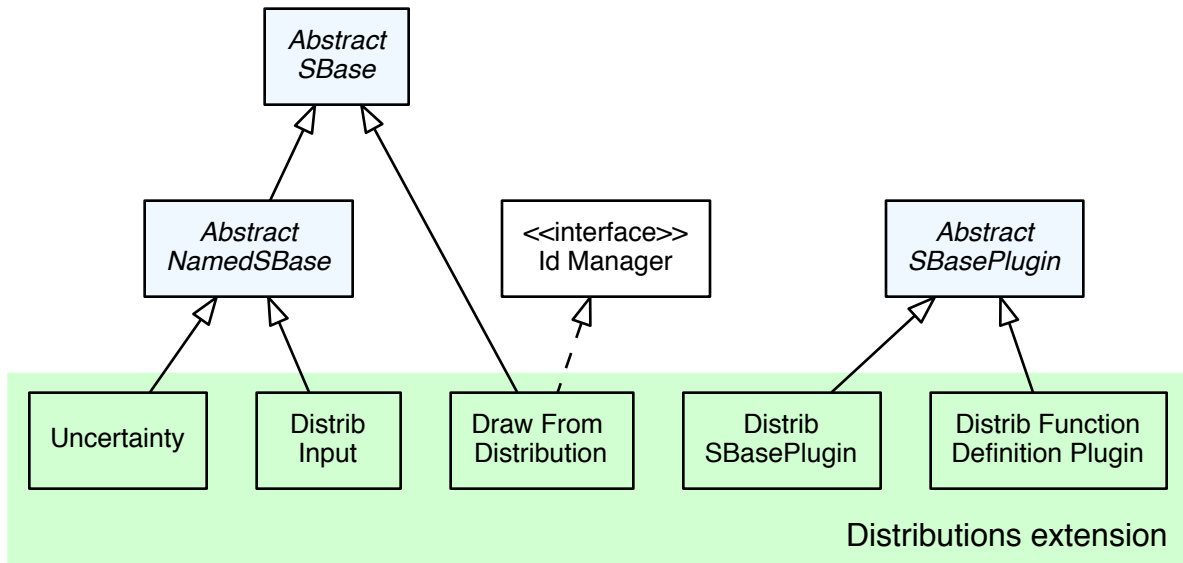 Abstract
SBase
Abstract
NamedSBase
<<interface>>
Id Manager
Abstract
SBasePlugin
Uncertainty
Distrib
Input
Draw From
Distribution
Distrib
SBasePlugin
Distrib Function
Definition Plugin
Distributions extension